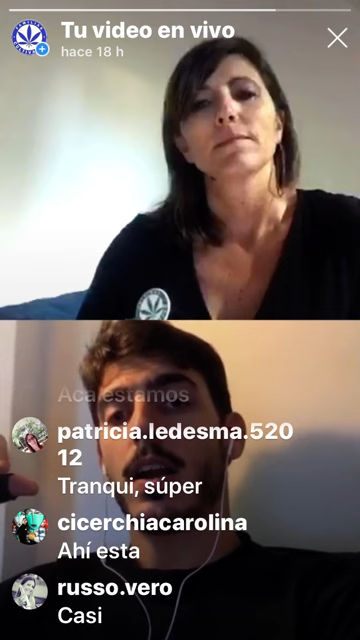 Tu video en vivo
hace 18 h
Aca estamos
patricia.ledesma.520
12
Tranqui, súper
cicerchiacarolina
Ahí esta
russo.vero
Casi